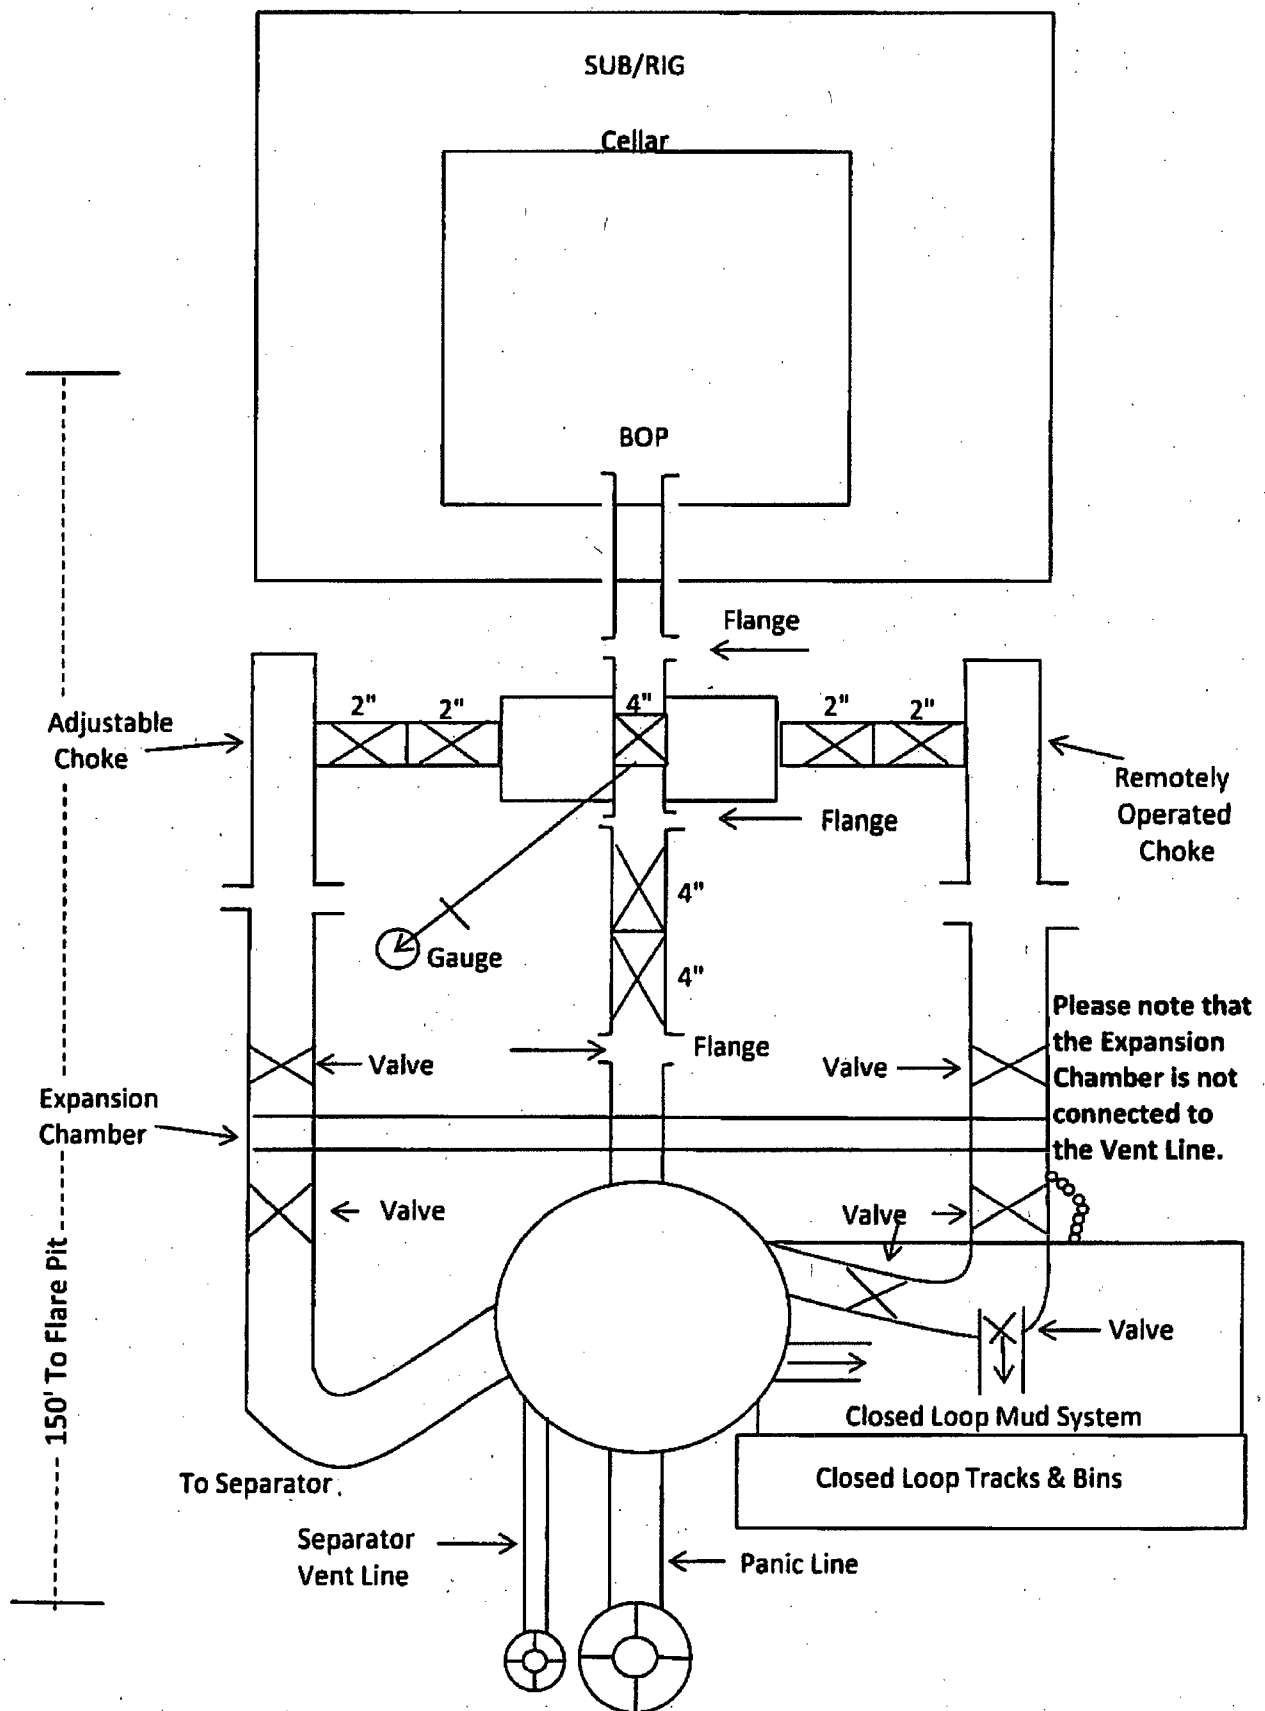 SUB/RIG
Cellar
BOP
Flange
2"
2"
4"
2"
2"
Adjustable
Choke
Remotely
Operated
Choke
Flange
4"
Gauge
4"
Please note that
the Expansion
Chamber is not
connected to
the Vent Line.
Flange
Valve
Valve
Expansion
Chamber
Valve
Valve
150' To Flare Pit
Valve
Closed Loop Mud System
Closed Loop Tracks & Bins
To Separator
Separator
Vent Line
Panic Line